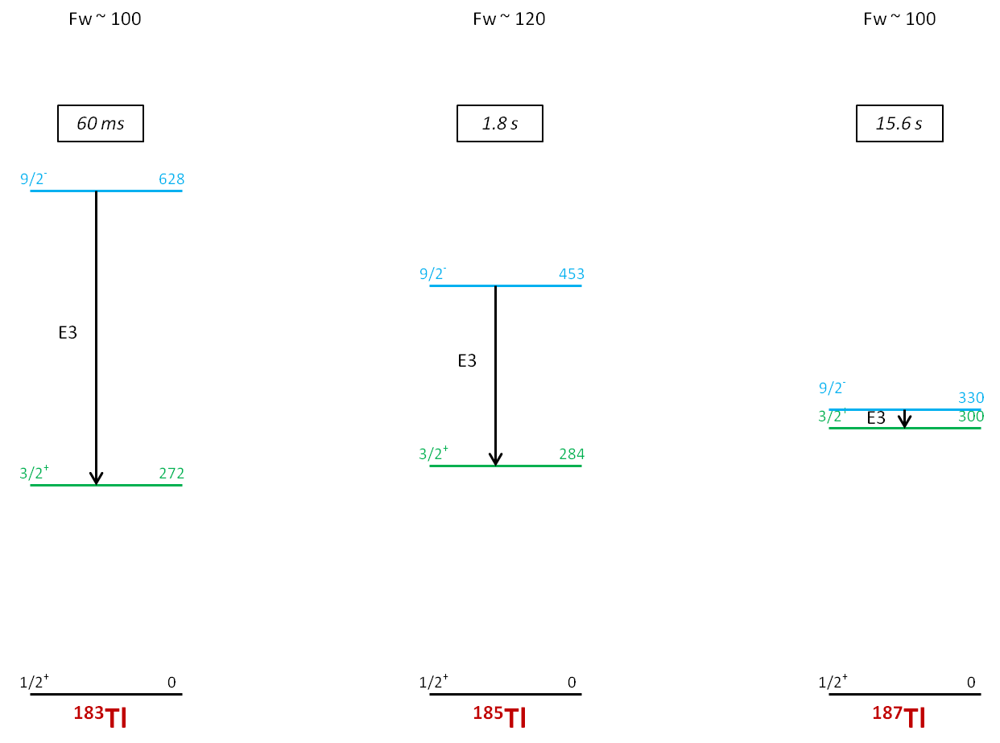 Fw ~ 100
Fw ~ 120
Fw ~ 100
60 ms
1.8 s
15.6 s
9/2⁻ 628
9/2⁻ 453
9/2⁻ 330
E3
E3
E3
3/2⁺ 272
3/2⁺ 284
3/2⁺ 300
1/2⁺ 0
1/2⁺ 0
1/2⁺ 0
¹⁸³Tl
¹⁸⁵Tl
¹⁸⁷Tl